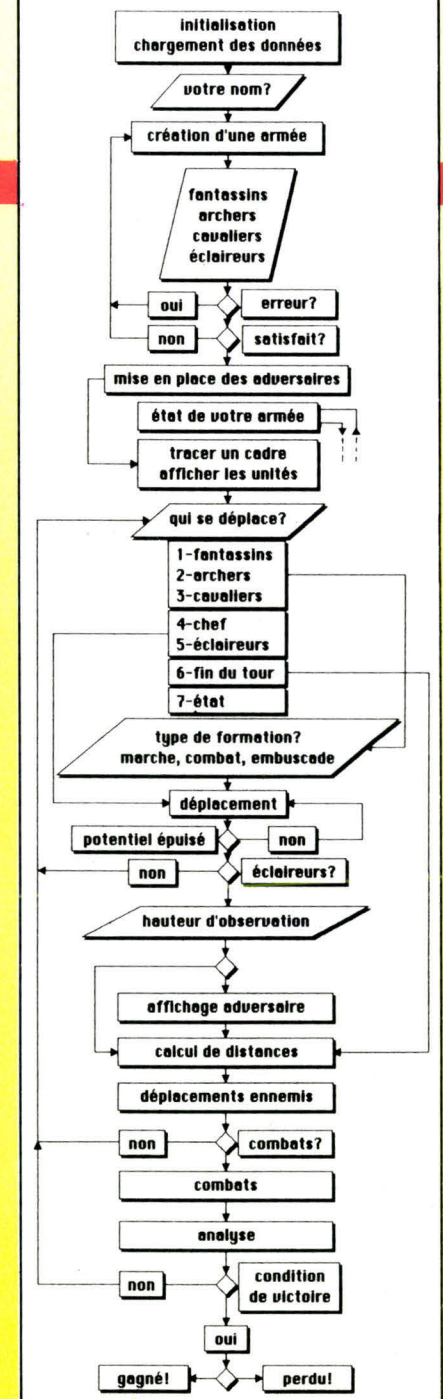 initialisation
chargement des données
votre nom?
création d'une armée
fantassins
archers
cavaliers
éclaireurs
oui
erreur?
non
satisfait?
mise en place des adversaires
état de votre armée
tracer un cadre
afficher les unités
qui se déplace?
1-fantassins
2-archers
3-cavaliers
4-chef
5-éclaireurs
6-fin du tour
7-état
type de formation?
marche, combat, embuscade
déplacement
potentiel épuisé
non
non
éclaireurs?
hauteur d'observation
affichage adversaire
calcul de distances
déplacements ennemis
non
combats?
combats
analyse
non
condition
de victoire
oui
gagné!
perdu!